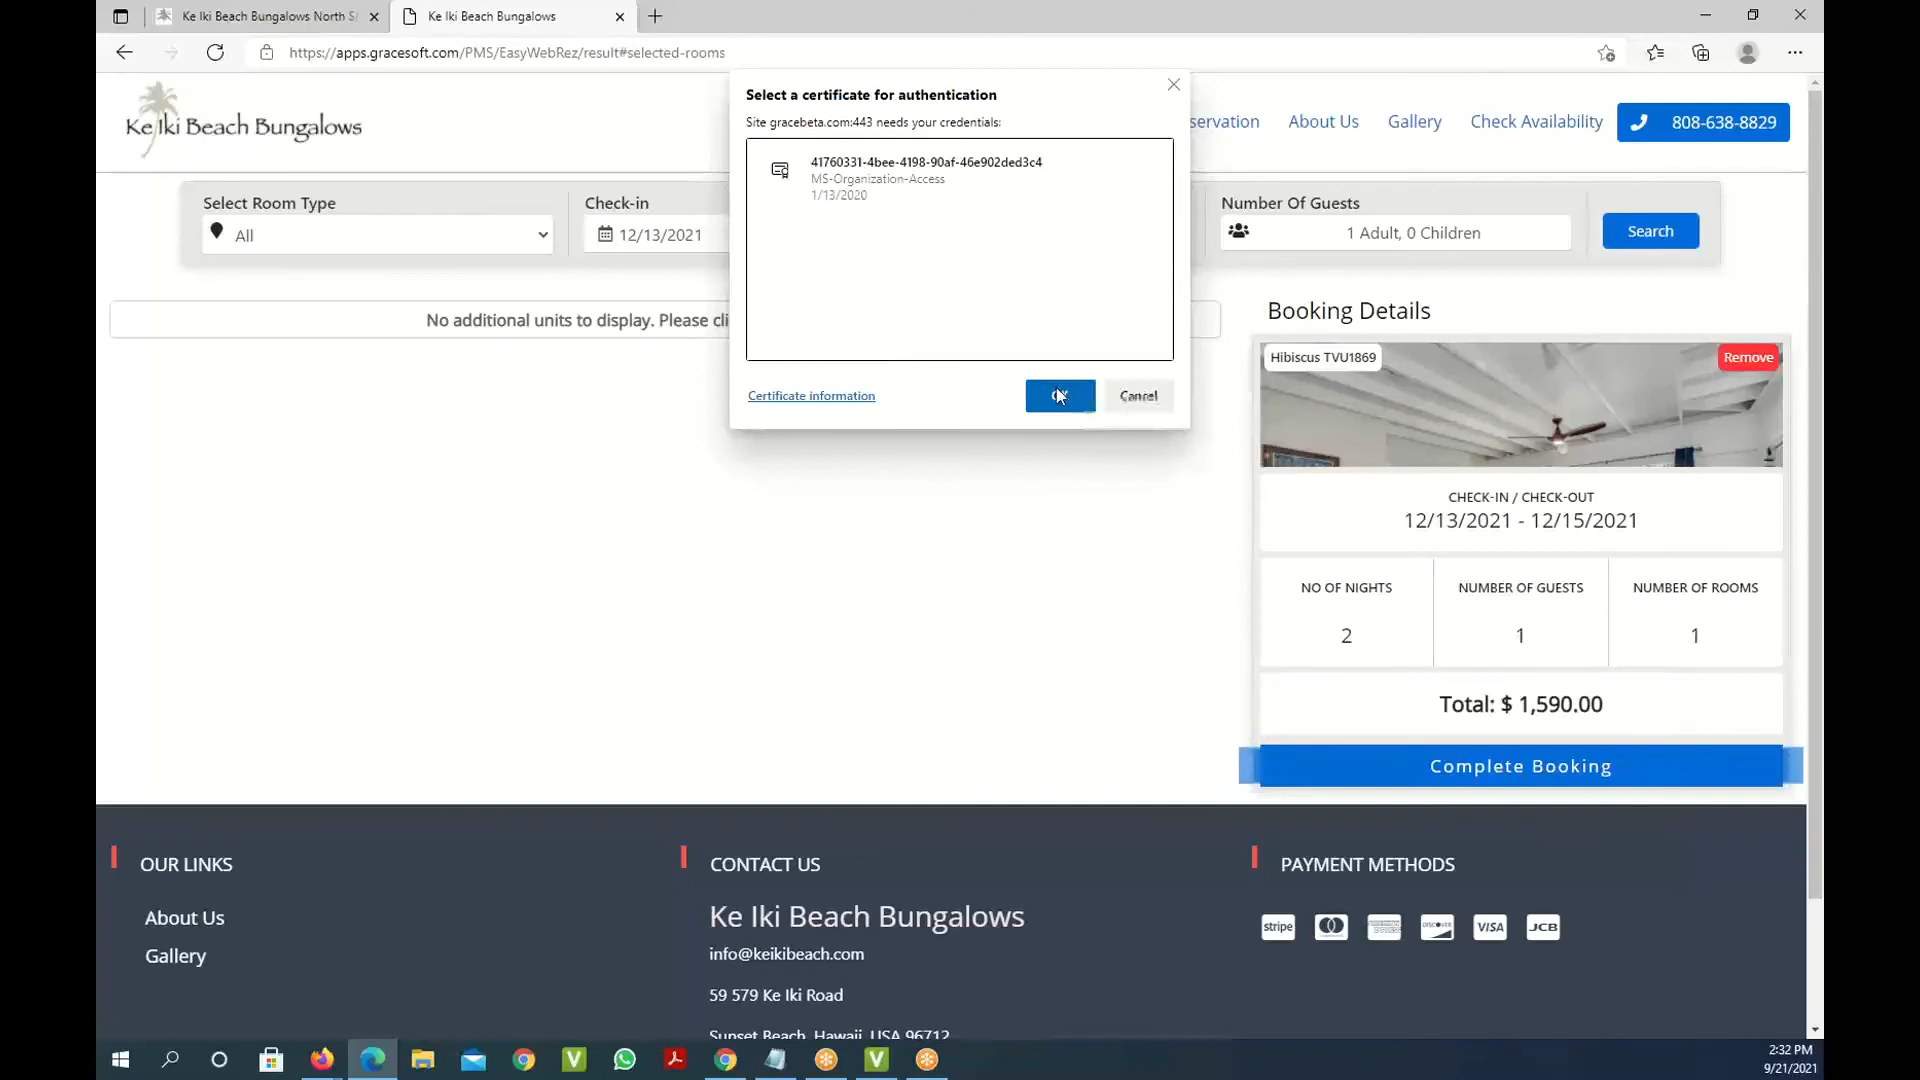 Ke Iki Beach Bungalows North S
Ke Iki Beach Bungalows
https://apps.gracesoft.com/PMS/EasyWebRez/result#selected-rooms
Ke Iki Beach Bungalows
servation
About Us
Gallery
Check Availability
808-638-8829
Select a certificate for authentication
Site gracebeta.com:443 needs your credentials:
41760331-4bee-4198-90af-46e902ded3c4
MS-Organization-Access
1/13/2020
Certificate information
Cancel
Select Room Type
All
Check-in
12/13/2021
Number Of Guests
1 Adult, 0 Children
Search
No additional units to display. Please cli
Booking Details
Hibiscus TVU1869
Remove
CHECK-IN / CHECK-OUT
12/13/2021 - 12/15/2021
NO OF NIGHTS
2
NUMBER OF GUESTS
1
NUMBER OF ROOMS
1
Total: $ 1,590.00
Complete Booking
OUR LINKS
About Us
Gallery
CONTACT US
Ke Iki Beach Bungalows
info@keikibeach.com
59 579 Ke Iki Road
Sunset Beach, Hawaii, USA 96712
PAYMENT METHODS
stripe
DISCOVER
VISA
JCB
2:32 PM
9/21/2021